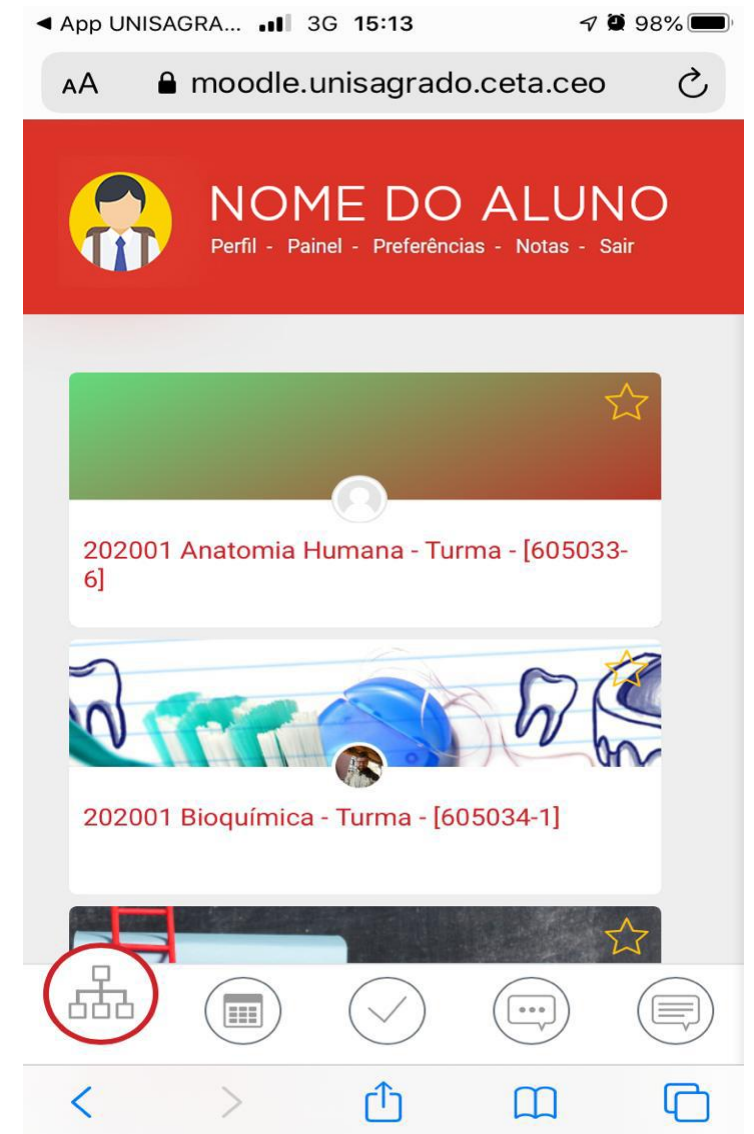 ◀ App UNISAGRA... 3G 15:13 98%
AA moodle.unisagrado.ceta.ceo
NOME DO ALUNO
Perfil - Painel - Preferências - Notas - Sair
202001 Anatomia Humana - Turma - [605033-
6]
202001 Bioquímica - Turma - [605034-1]